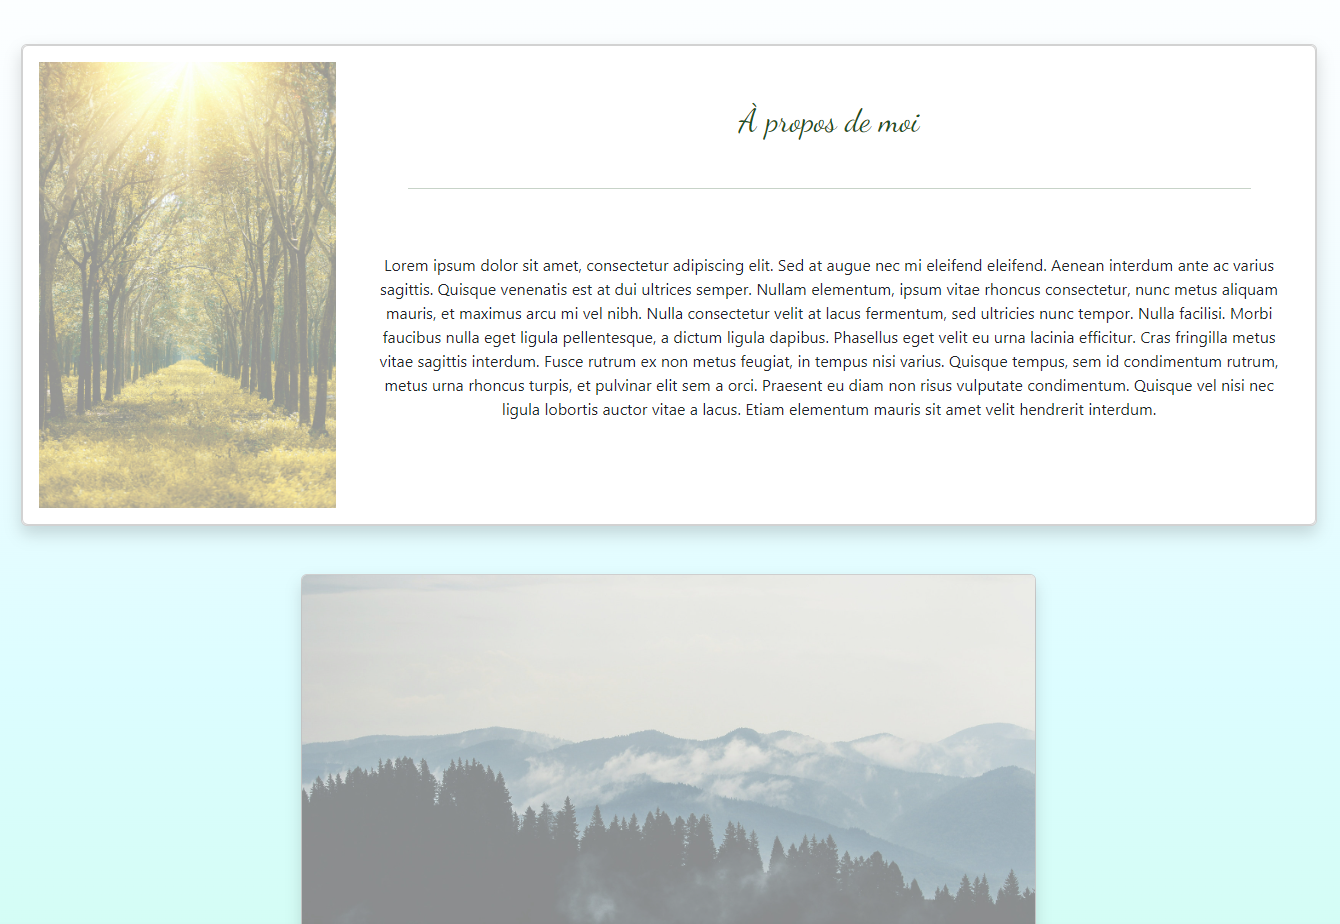 À propos de moi
Lorem ipsum dolor sit amet, consectetur adipiscing elit. Sed at augue nec mi eleifend eleifend. Aenean interdum ante ac varius
sagittis. Quisque venenatis est at dui ultrices semper. Nullam elementum, ipsum vitae rhoncus consectetur, nunc metus aliquam
mauris, et maximus arcu mi vel nibh. Nulla consectetur velit at lacus fermentum, sed ultricies nunc tempor. Nulla facilisi. Morbi
faucibus nulla eget ligula pellentesque, a dictum ligula dapibus. Phasellus eget velit eu urna lacinia efficitur. Cras fringilla metus
vitae sagittis interdum. Fusce rutrum ex non metus feugiat, in tempus nisi varius. Quisque tempus, sem id condimentum rutrum,
metus urna rhoncus turpis, et pulvinar elit sem a orci. Praesent eu diam non risus vulputate condimentum. Quisque vel nisi nec
ligula lobortis auctor vitae a lacus. Etiam elementum mauris sit amet velit hendrerit interdum.